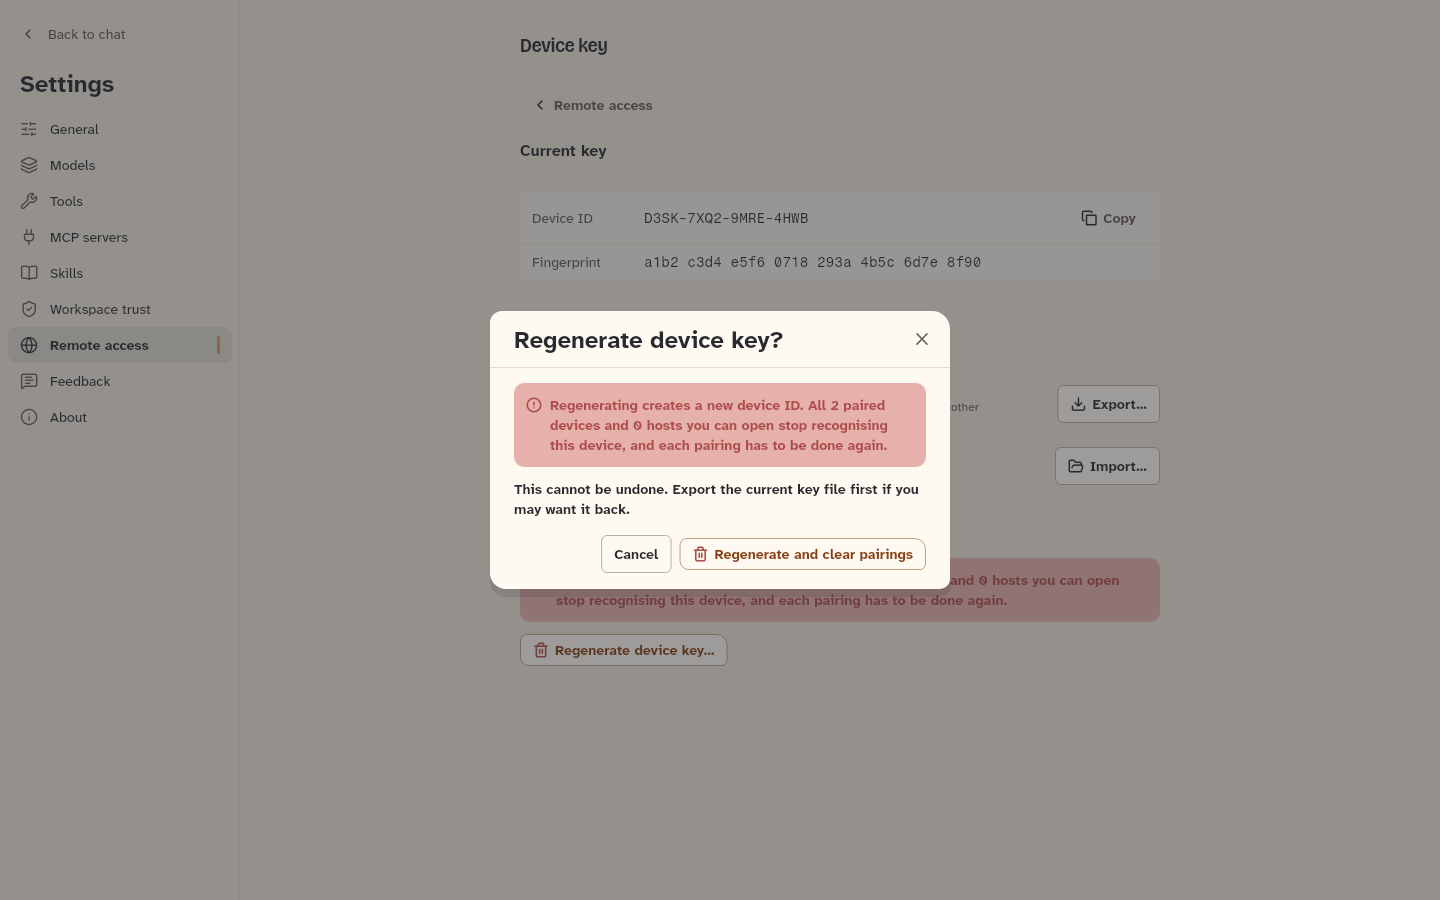 Back to chat
Settings
General
Models
Tools
MCP servers
Skills
Workspace trust
Remote access
Feedback
About
Device key
Remote access
Current key
Device ID D3SK-7XQ2-9MRE-4HWB Copy
Fingerprint a1b2 c3d4 e5f6 0718 293a 4b5c 6d7e 8f90
Regenerate device key?
Regenerating creates a new device ID. All 2 paired
devices and 0 hosts you can open stop recognising
this device, and each pairing has to be done again.
This cannot be undone. Export the current key file first if you
may want it back.
Cancel Regenerate and clear pairings
other Export...
Import...
and 0 hosts you can open
stop recognising this device, and each pairing has to be done again.
Regenerate device key...